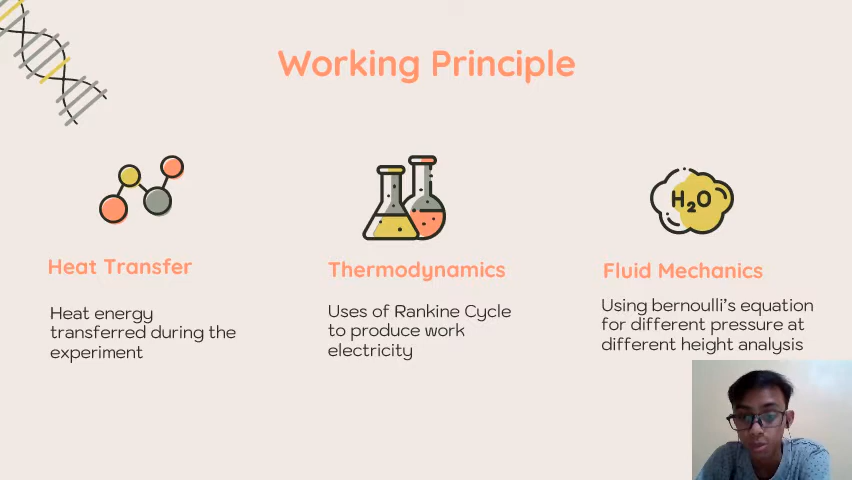 Working Principle
H2O
Heat Transfer
Thermodynamics
Fluid Mechanics
Heat energy
transferred during the
experiment
Uses of Rankine Cycle
to produce work
electricity
Using bernoulli's equation
for different pressure at
different height analysis